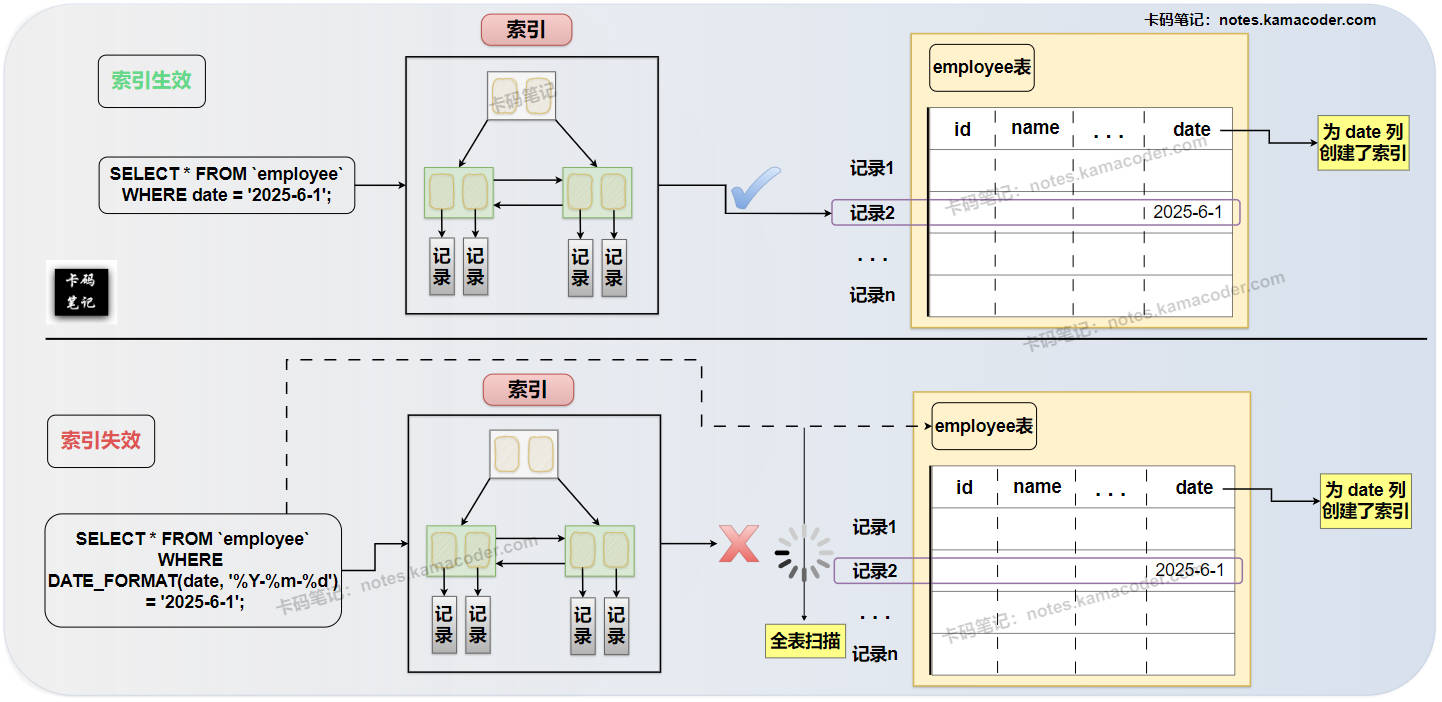 卡码笔记：notes.kamacoder.com
索引
索引生效
SELECT * FROM `employee`
WHERE date = '2025-6-1';
卡码笔记
记
录
记
录
记
录
记
录
employee表
id
name
. . .
date
为 date 列
创建了索引
记录1
记录2
2025-6-1
. . .
记录n
卡码笔记：notes.kamacoder.com
卡码笔记：notes.kamacoder.com
卡码
笔记
索引
索引失效
SELECT * FROM `employee`
WHERE
DATE_FORMAT(date, '%Y-%m-%d')
= '2025-6-1';
记
录
记
录
记
录
记
录
卡码笔记：notes.kamacoder.com
全表扫描
employee表
id
name
. . .
date
为 date 列
创建了索引
记录1
记录2
2025-6-1
. . .
记录n
卡码笔记：notes.kamacoder.com